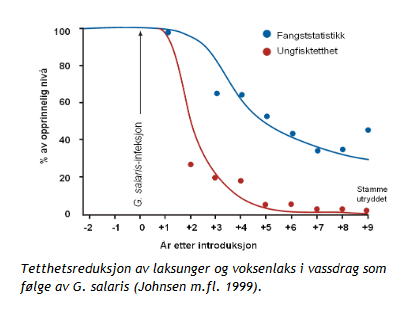 Fangststatistikk
Ungfisktetthet
% av opprinnelig nivå
100
80
60
40
20
0
G. salaris-infeksjon
Stamme
utryddet
-2 -1 0 +1 +2 +3 +4 +5 +6 +7 +8 +9
År etter introduksjon
Tetthetsreduksjon av laksunger og voksenlaks i vassdrag som
følge av G. salaris (Johnsen m.fl. 1999).